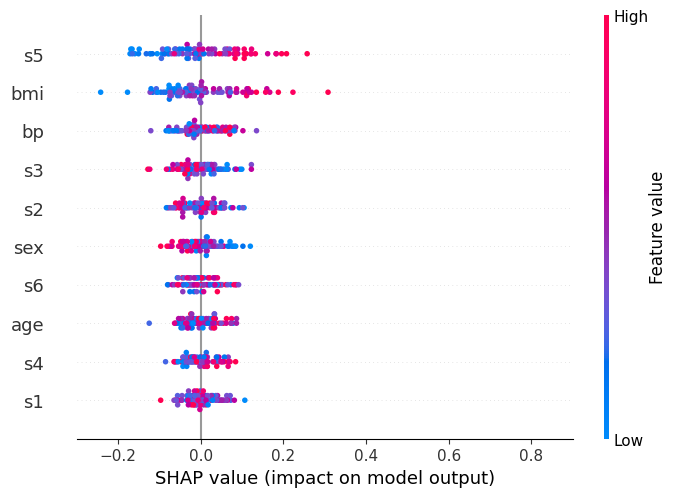 High
s5
bmi
bp
s3
s2
sex
s6
age
s4
s1
Feature value
Low
−0.2 0.0 0.2 0.4 0.6 0.8
SHAP value (impact on model output)